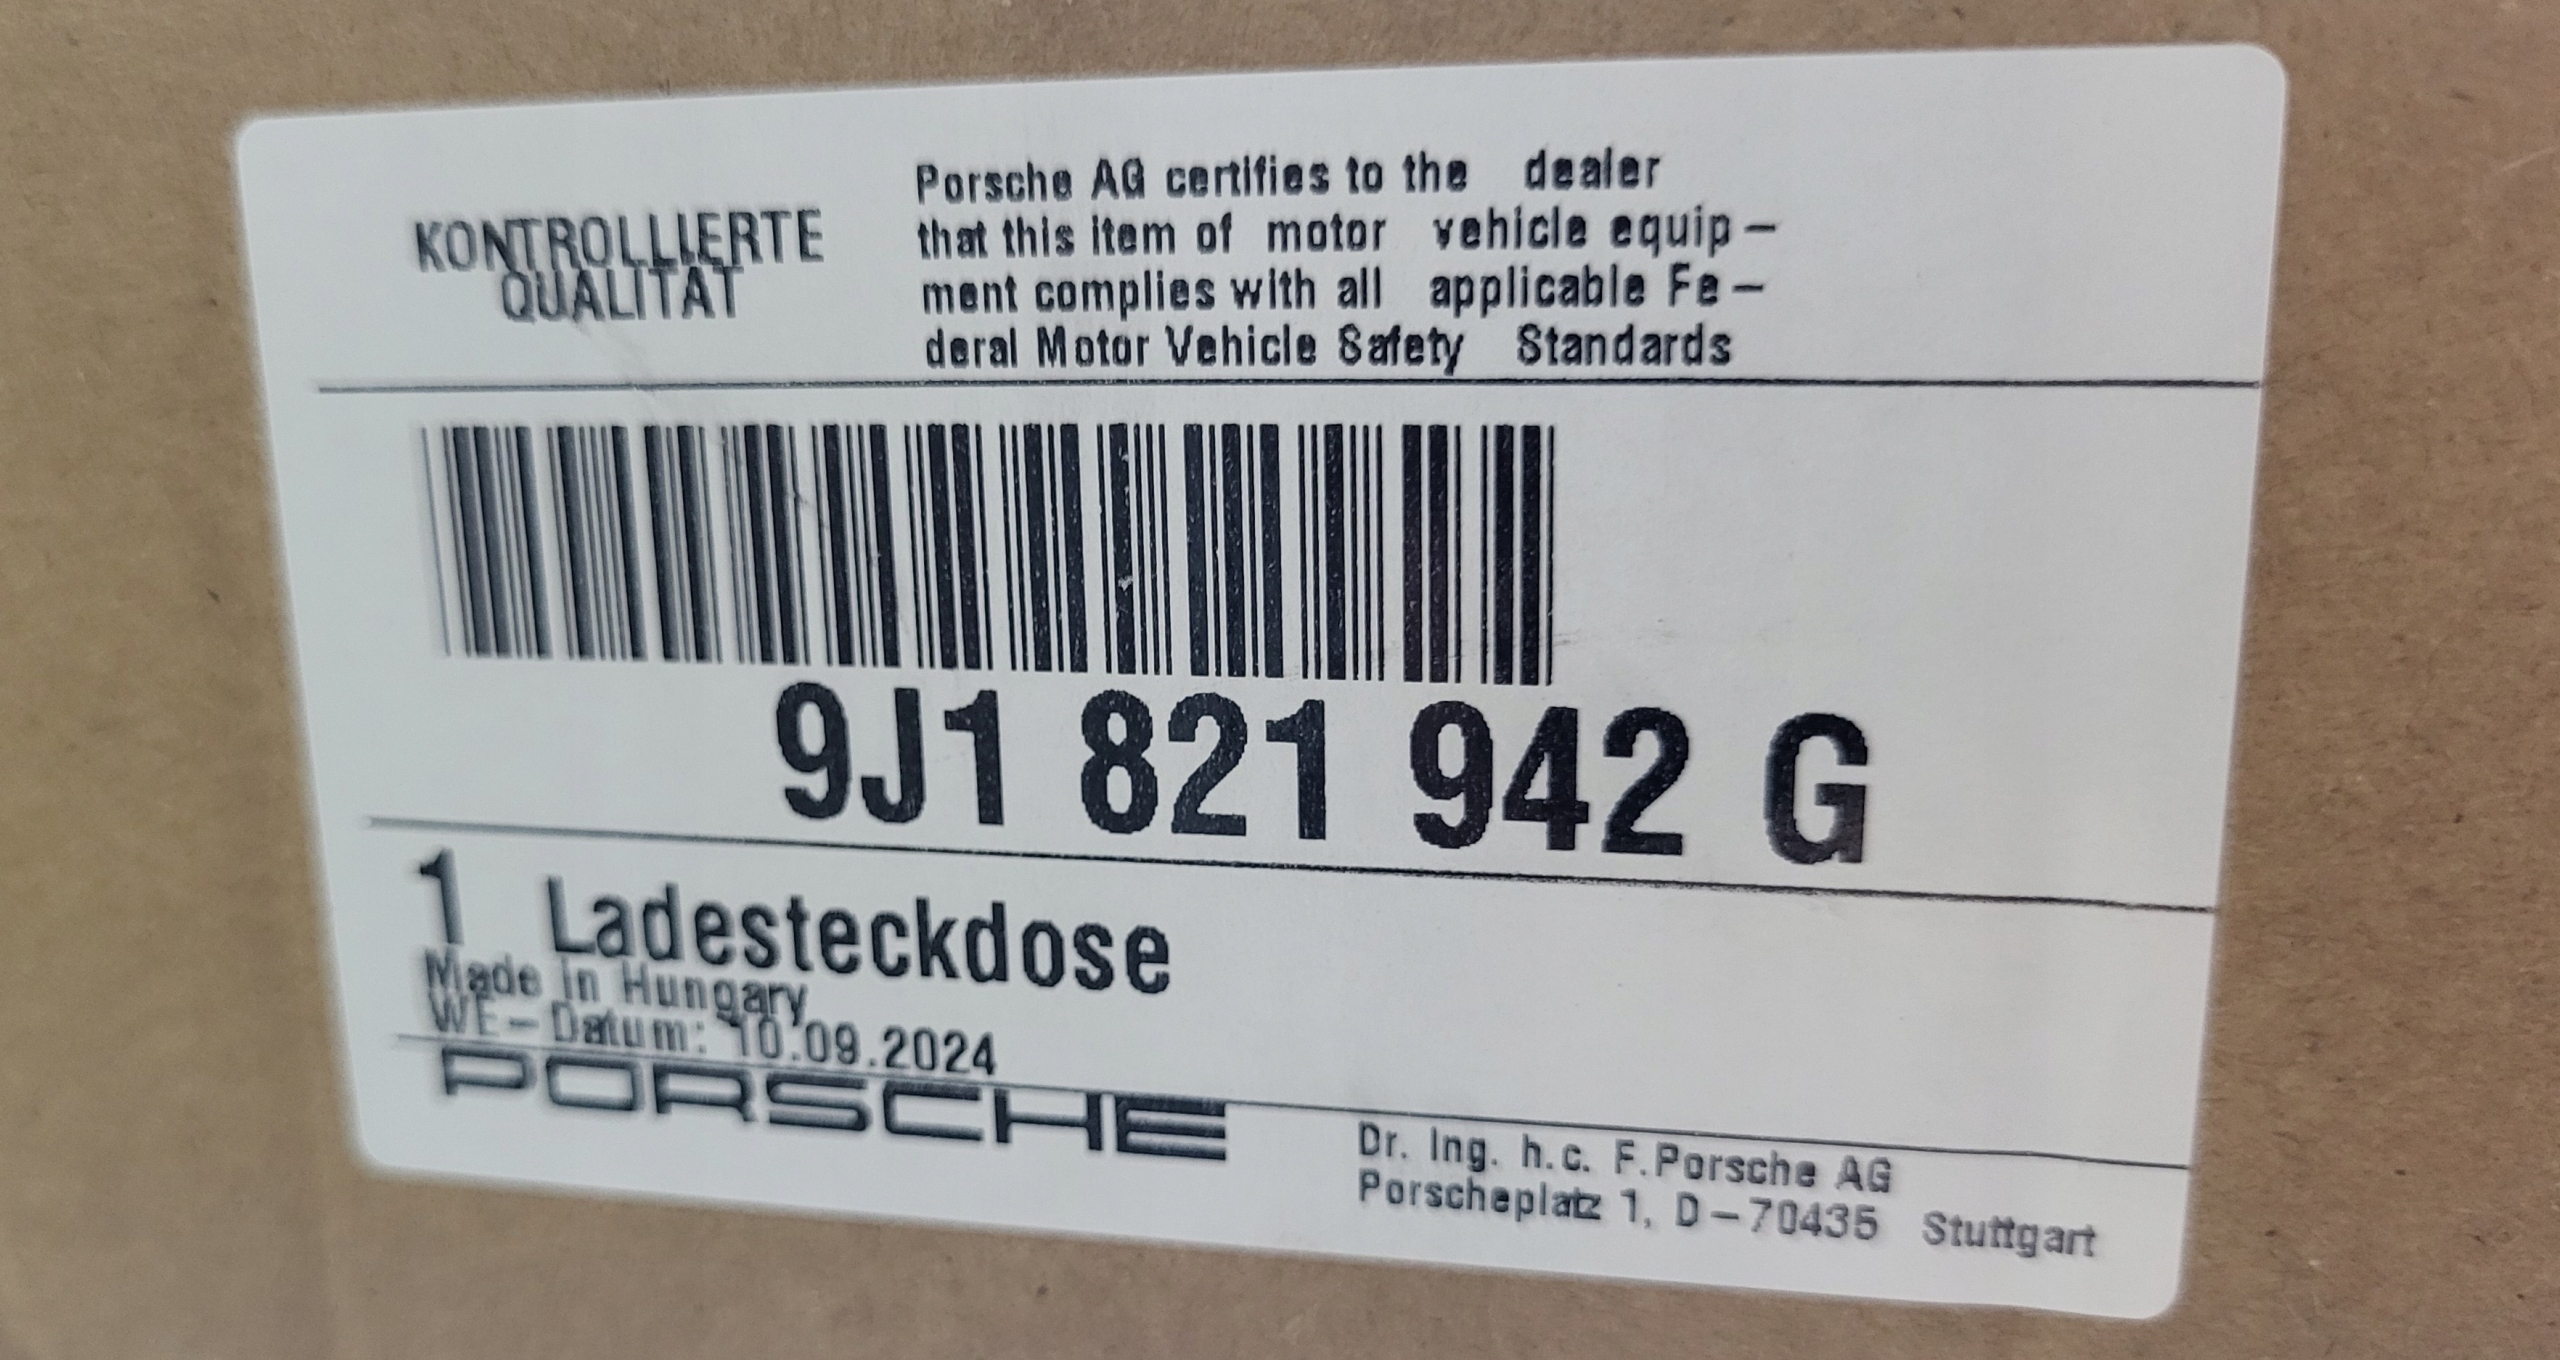 KONTROLLIERTE
QUALITÄT
Porsche AG certifies to the dealer
that this item of motor vehicle equip-
ment complies with all applicable Fe-
deral Motor Vehicle Safety Standards
9J1 821 942 G
1 Ladesteckdose
Made in Hungary
WE-Datum: 10.09.2024
PORSCHE
Dr. Ing. h.c. F.Porsche AG
Porscheplatz 1, D-70435 Stuttgart